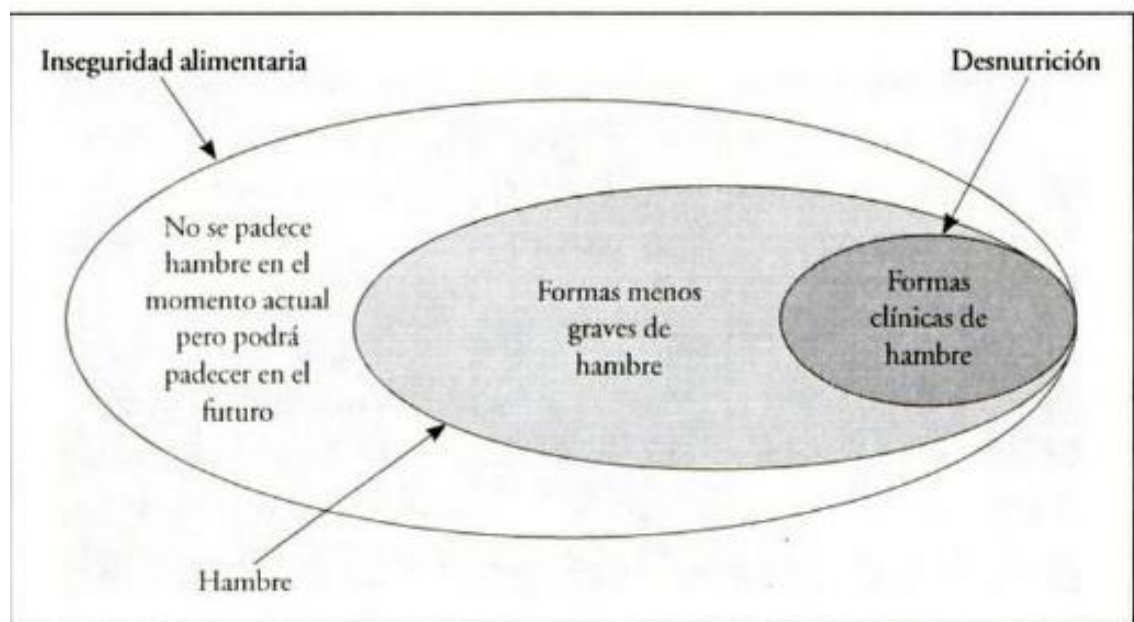 Inseguridad alimentaria
Desnutrición
No se padece
hambre en el
momento actual
pero podrá
padecer en el
futuro
Formas menos
graves de
hambre
Formas
clínicas de
hambre
Hambre